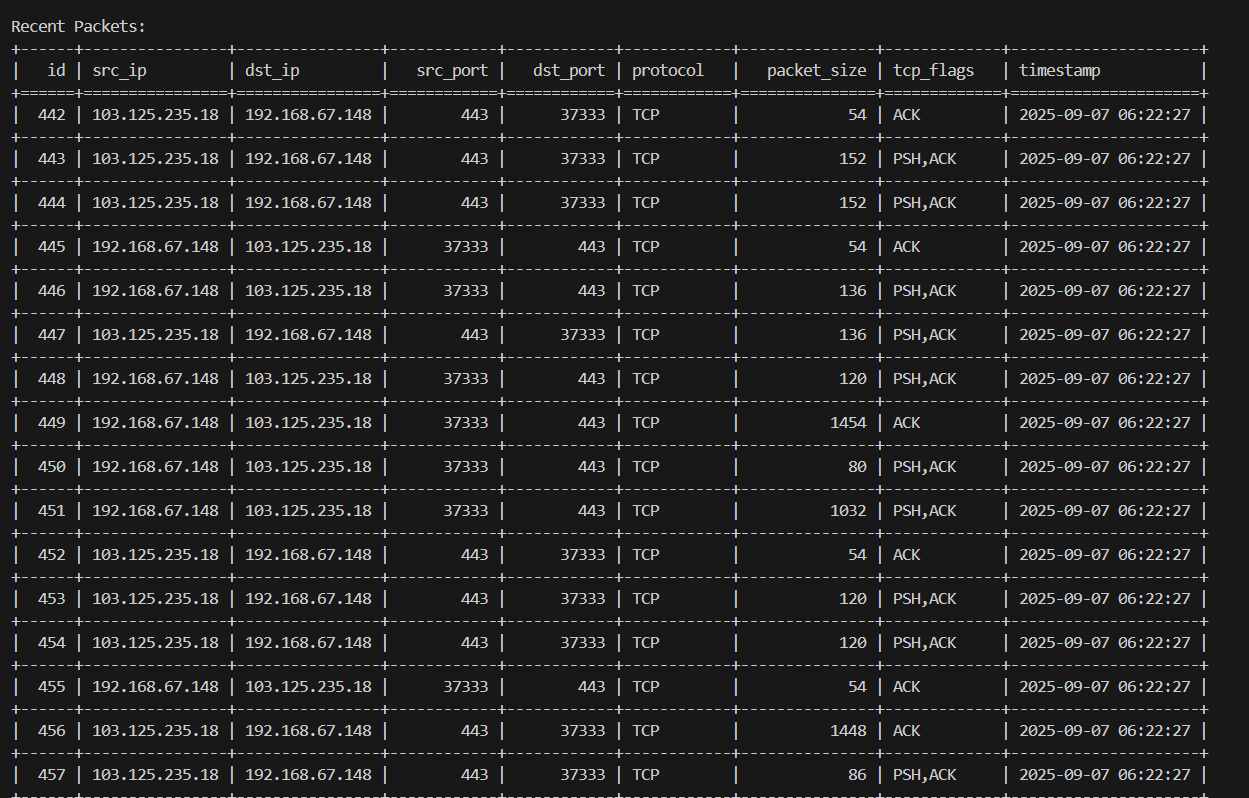 Recent Packets:
+------+----------------+----------------+------------+------------+------------+---------------+-------------+---------------------+
|   id | src_ip         | dst_ip         |   src_port |   dst_port | protocol   |   packet_size | tcp_flags   | timestamp           |
+======+================+================+============+============+============+===============+=============+=====================+
|  442 | 103.125.235.18 | 192.168.67.148 |        443 |      37333 | TCP        |            54 | ACK         | 2025-09-07 06:22:27 |
+------+----------------+----------------+------------+------------+------------+---------------+-------------+---------------------+
|  443 | 103.125.235.18 | 192.168.67.148 |        443 |      37333 | TCP        |           152 | PSH,ACK     | 2025-09-07 06:22:27 |
+------+----------------+----------------+------------+------------+------------+---------------+-------------+---------------------+
|  444 | 103.125.235.18 | 192.168.67.148 |        443 |      37333 | TCP        |           152 | PSH,ACK     | 2025-09-07 06:22:27 |
+------+----------------+----------------+------------+------------+------------+---------------+-------------+---------------------+
|  445 | 192.168.67.148 | 103.125.235.18 |      37333 |        443 | TCP        |            54 | ACK         | 2025-09-07 06:22:27 |
+------+----------------+----------------+------------+------------+------------+---------------+-------------+---------------------+
|  446 | 192.168.67.148 | 103.125.235.18 |      37333 |        443 | TCP        |           136 | PSH,ACK     | 2025-09-07 06:22:27 |
+------+----------------+----------------+------------+------------+------------+---------------+-------------+---------------------+
|  447 | 103.125.235.18 | 192.168.67.148 |        443 |      37333 | TCP        |           136 | PSH,ACK     | 2025-09-07 06:22:27 |
+------+----------------+----------------+------------+------------+------------+---------------+-------------+---------------------+
|  448 | 192.168.67.148 | 103.125.235.18 |      37333 |        443 | TCP        |           120 | PSH,ACK     | 2025-09-07 06:22:27 |
+------+----------------+----------------+------------+------------+------------+---------------+-------------+---------------------+
|  449 | 192.168.67.148 | 103.125.235.18 |      37333 |        443 | TCP        |          1454 | ACK         | 2025-09-07 06:22:27 |
+------+----------------+----------------+------------+------------+------------+---------------+-------------+---------------------+
|  450 | 192.168.67.148 | 103.125.235.18 |      37333 |        443 | TCP        |            80 | PSH,ACK     | 2025-09-07 06:22:27 |
+------+----------------+----------------+------------+------------+------------+---------------+-------------+---------------------+
|  451 | 192.168.67.148 | 103.125.235.18 |      37333 |        443 | TCP        |          1032 | PSH,ACK     | 2025-09-07 06:22:27 |
+------+----------------+----------------+------------+------------+------------+---------------+-------------+---------------------+
|  452 | 103.125.235.18 | 192.168.67.148 |        443 |      37333 | TCP        |            54 | ACK         | 2025-09-07 06:22:27 |
+------+----------------+----------------+------------+------------+------------+---------------+-------------+---------------------+
|  453 | 103.125.235.18 | 192.168.67.148 |        443 |      37333 | TCP        |           120 | PSH,ACK     | 2025-09-07 06:22:27 |
+------+----------------+----------------+------------+------------+------------+---------------+-------------+---------------------+
|  454 | 103.125.235.18 | 192.168.67.148 |        443 |      37333 | TCP        |           120 | PSH,ACK     | 2025-09-07 06:22:27 |
+------+----------------+----------------+------------+------------+------------+---------------+-------------+---------------------+
|  455 | 192.168.67.148 | 103.125.235.18 |      37333 |        443 | TCP        |            54 | ACK         | 2025-09-07 06:22:27 |
+------+----------------+----------------+------------+------------+------------+---------------+-------------+---------------------+
|  456 | 103.125.235.18 | 192.168.67.148 |        443 |      37333 | TCP        |          1448 | ACK         | 2025-09-07 06:22:27 |
+------+----------------+----------------+------------+------------+------------+---------------+-------------+---------------------+
|  457 | 103.125.235.18 | 192.168.67.148 |        443 |      37333 | TCP        |            86 | PSH,ACK     | 2025-09-07 06:22:27 |
+------+----------------+----------------+------------+------------+------------+---------------+-------------+---------------------+